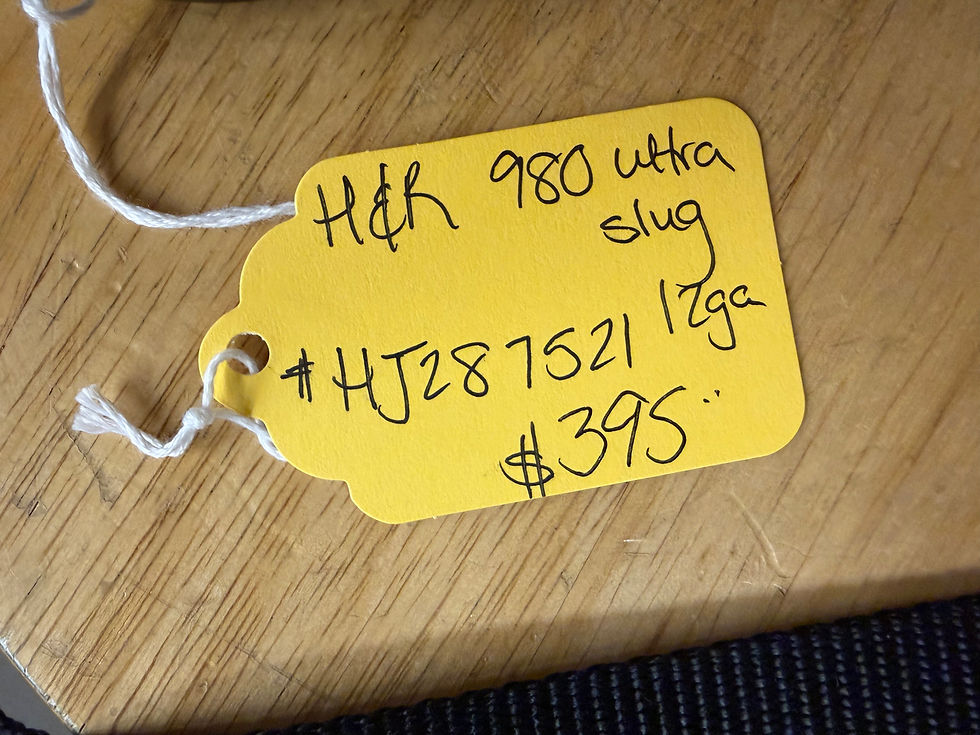 H&R 980 ultra
slug
12ga
#HJ287521
$395..